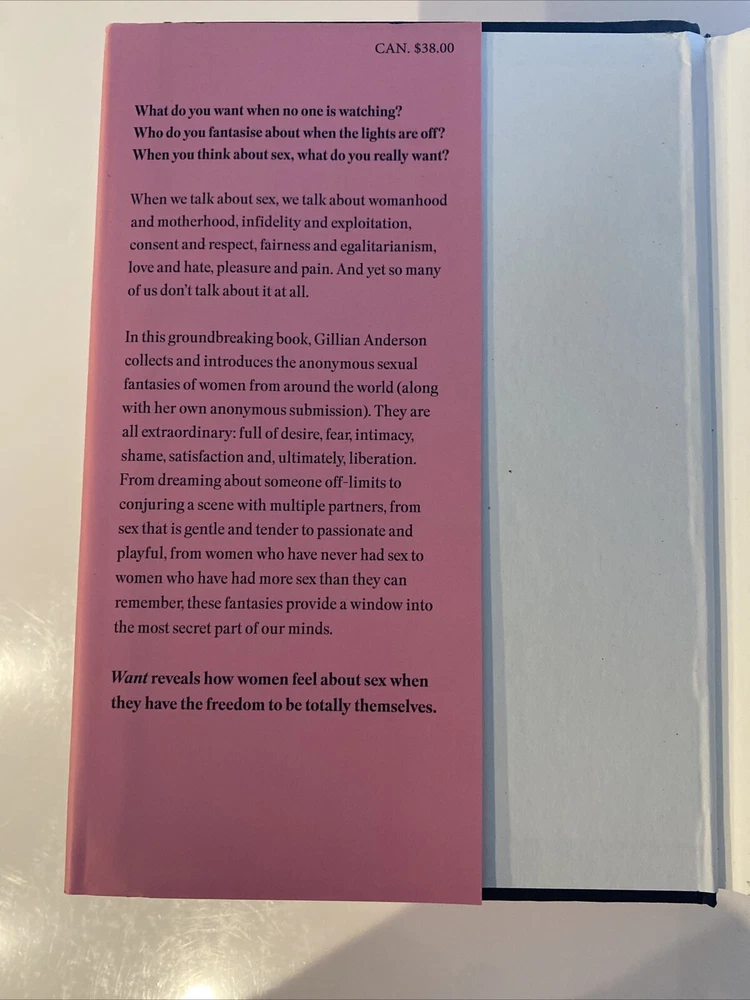 CAN. $38.00
What do you want when no one is watching?
Who do you fantasise about when the lights are off?
When you think about sex, what do you really want?
When we talk about sex, we talk about womanhood
and motherhood, infidelity and exploitation,
consent and respect, fairness and egalitarianism,
love and hate, pleasure and pain. And yet so many
of us don't talk about it at all.
In this groundbreaking book, Gillian Anderson
collects and introduces the anonymous sexual
fantasies of women from around the world (along
with her own anonymous submission). They are
all extraordinary: full of desire, fear, intimacy,
shame, satisfaction and, ultimately, liberation.
From dreaming about someone off-limits to
conjuring a scene with multiple partners, from
sex that is gentle and tender to passionate and
playful, from women who have never had sex to
women who have had more sex than they can
remember, these fantasies provide a window into
the most secret part of our minds.
Want reveals how women feel about sex when
they have the freedom to be totally themselves.